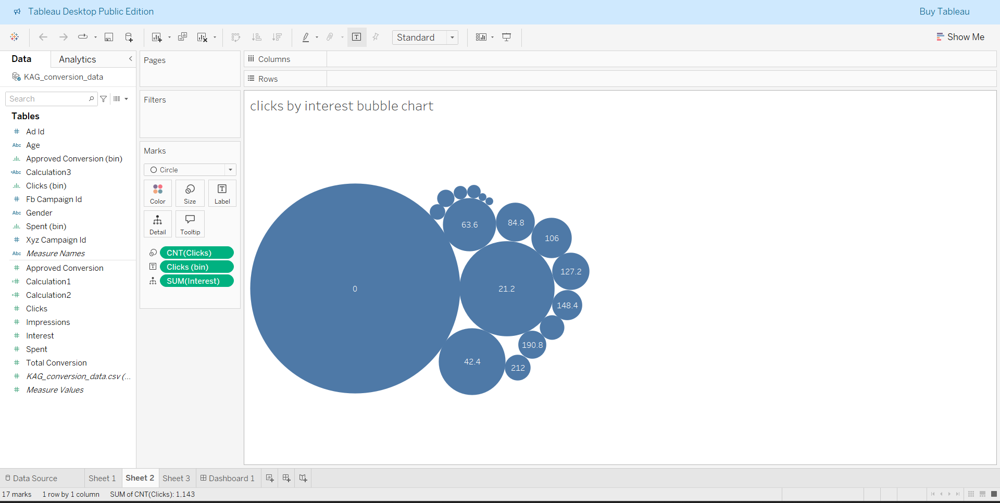 Tableau Desktop Public Edition
Buy Tableau
Standard
Show Me
Data
Analytics
KAG_conversion_data
Search
Tables
Ad Id
Abc Age
Approved Conversion (bin)
=Abc Calculation3
Clicks (bin)
Fb Campaign Id
Abc Gender
Spent (bin)
Xyz Campaign Id
Abc Measure Names
Approved Conversion
Calculation1
Calculation2
Clicks
Impressions
Interest
Spent
Total Conversion
KAG_conversion_data.csv (...
Measure Values
Pages
Filters
Marks
Circle
Color
Size
Label
Detail
Tooltip
CNT(Clicks)
Clicks (bin)
SUM(Interest)
Columns
Rows
clicks by interest bubble chart
63.6
84.8
106
127.2
0
21.2
148.4
190.8
42.4
212
Data Source
Sheet 1
Sheet 2
Sheet 3
Dashboard 1
17 marks
1 row by 1 column
SUM of CNT(Clicks): 1,143